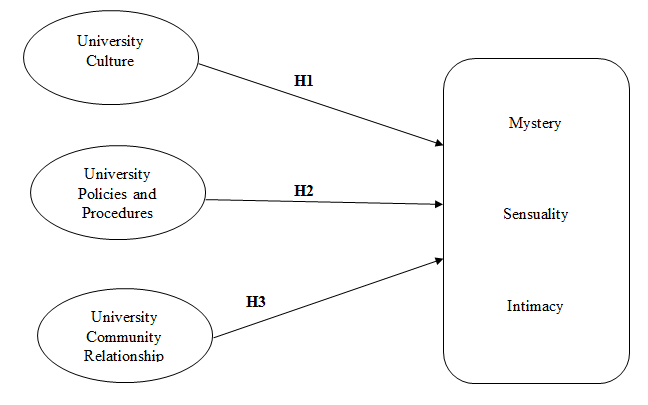 University
Culture
H1
Mystery
University
Policies and
Procedures
H2
Sensuality
University
Community
Relationship
H3
Intimacy